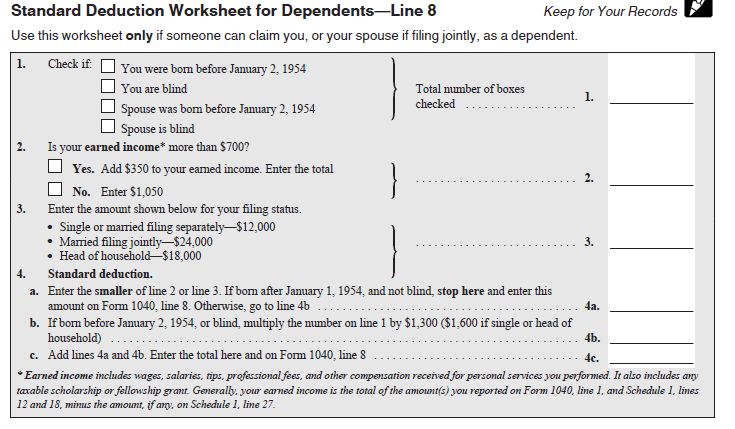 Standard Deduction Worksheet for Dependents—Line 8 Keep for Your Records
Use this worksheet only if someone can claim you, or your spouse if filing jointly, as a dependent.
1. Check if: You were born before January 2, 1954
You are blind
Spouse was born before January 2, 1954
Spouse is blind
Total number of boxes
checked . . . . . . . . . . . . . . . . . . . . 1.
2. Is your earned income* more than $700?
Yes. Add $350 to your earned income. Enter the total
No. Enter $1,050
. . . . . . . . . . . . . . . . . . . . . . . . . . . . . 2.
3. Enter the amount shown below for your filing status.
• Single or married filing separately—$12,000
• Married filing jointly—$24,000
• Head of household—$18,000
. . . . . . . . . . . . . . . . . . . . . . . . . . . . . 3.
4. Standard deduction.
a. Enter the smaller of line 2 or line 3. If born after January 1, 1954, and not blind, stop here and enter this
amount on Form 1040, line 8. Otherwise, go to line 4b . . . . . . . . . . . . . . . . . . . . . . . . . . . . . . . . . . . . . . . . . . . . . . . 4a.
b. If born before January 2, 1954, or blind, multiply the number on line 1 by $1,300 ($1,600 if single or head of
household) . . . . . . . . . . . . . . . . . . . . . . . . . . . . . . . . . . . . . . . . . . . . . . . . . . . . . . . . . . . . . . . . . . . . . . . . . . . . . . . . . . . . 4b.
c. Add lines 4a and 4b. Enter the total here and on Form 1040, line 8 . . . . . . . . . . . . . . . . . . . . . . . . . . . . . . . . . . . . . 4c.
* Earned income includes wages, salaries, tips, professional fees, and other compensation received for personal services you performed. It also includes any
taxable scholarship or fellowship grant. Generally, your earned income is the total of the amount(s) you reported on Form 1040, line 1, and Schedule 1, lines
12 and 18, minus the amount, if any, on Schedule 1, line 27.